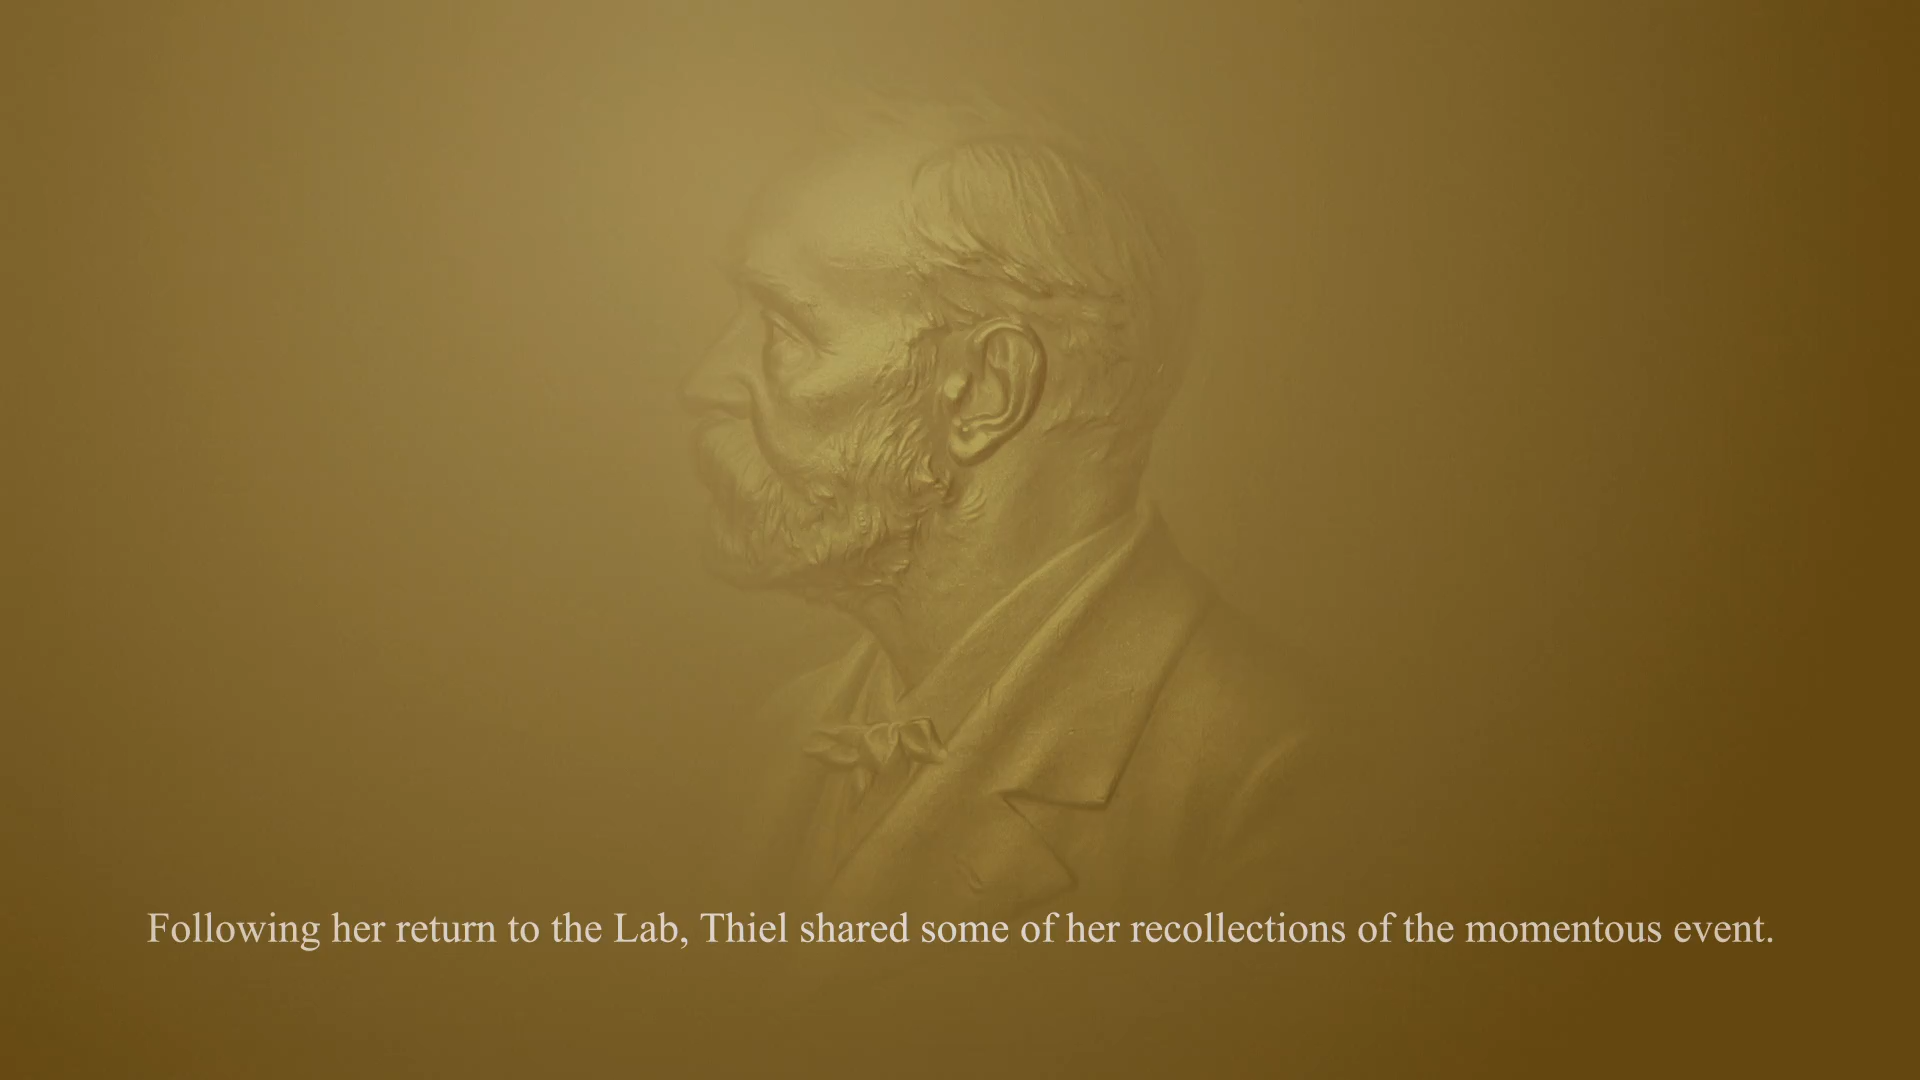 Following her return to the Lab, Thiel shared some of her recollections of the momentous event.